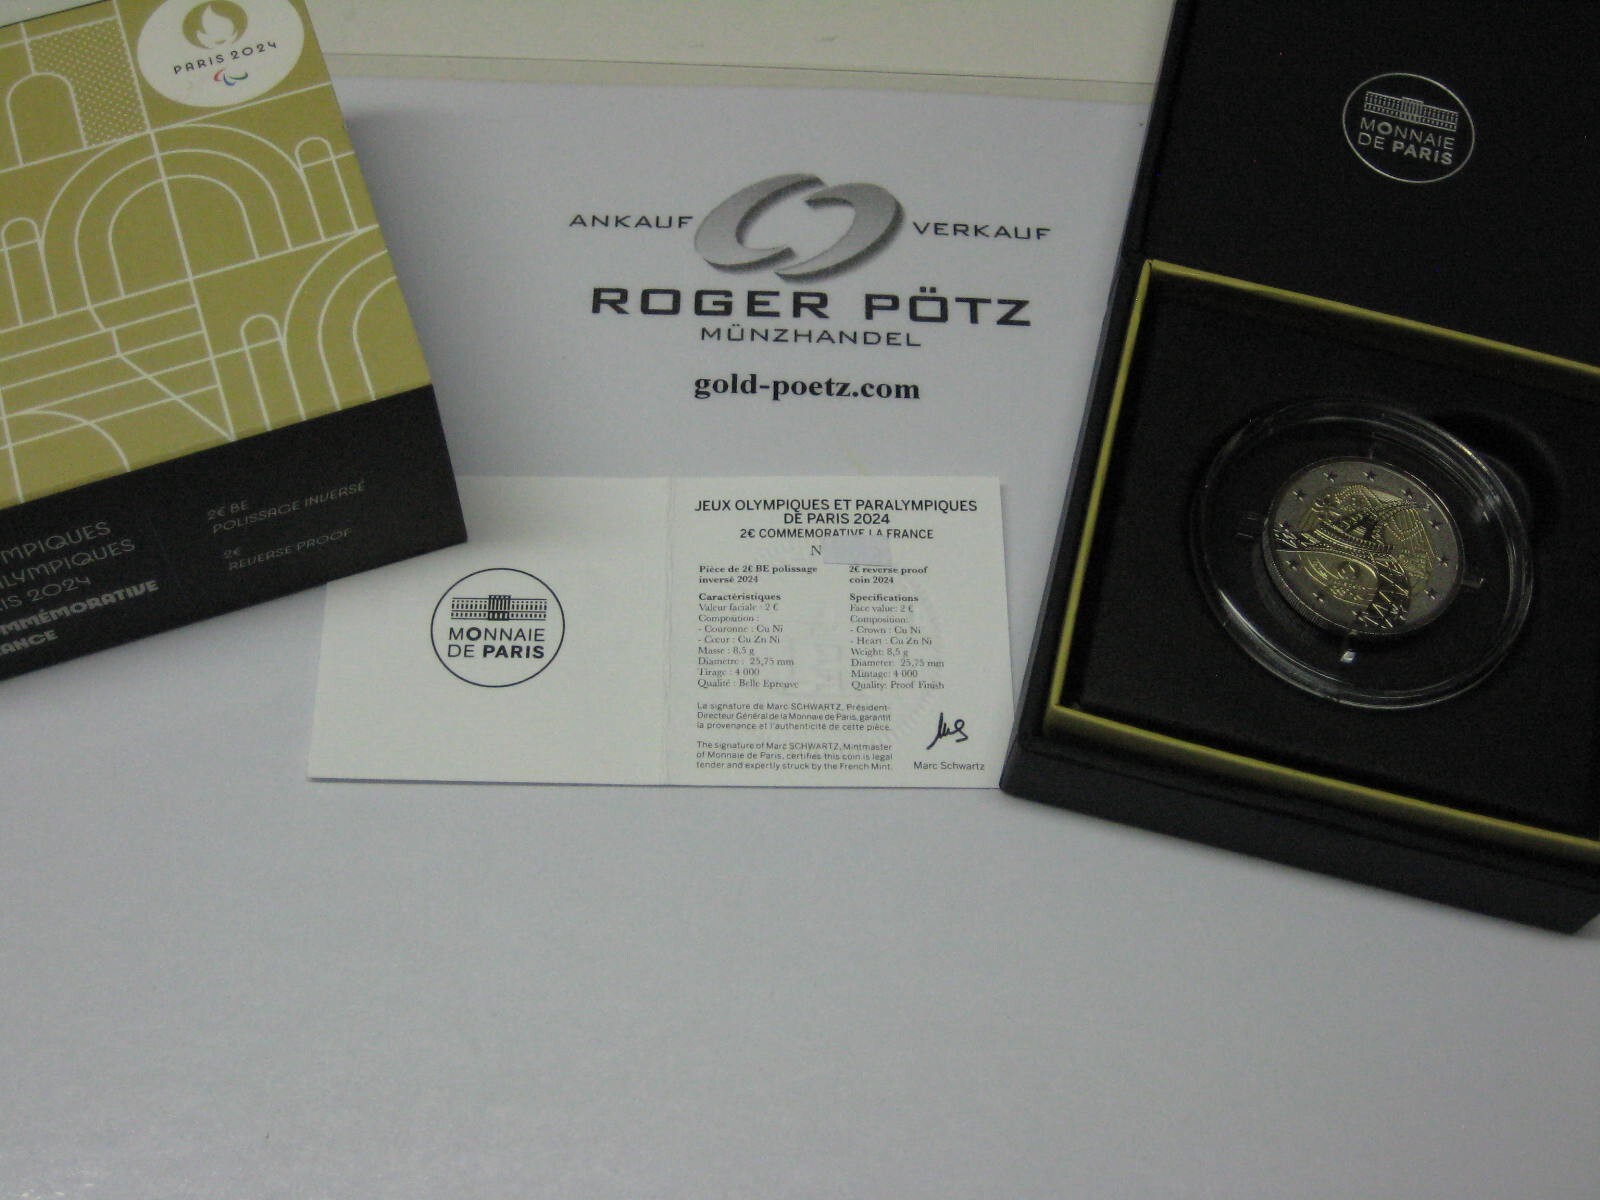 PARIS 2024
MPIQUES
LYMPIQUES
IS 2024
MMÉMORATIVE
ANCE
2€ BE
POLISSAGE INVERSÉ
2€
REVERSE PROOF
ANKAUF VERKAUF
ROGER PÖTZ
MÜNZHANDEL
gold-poetz.com
MONNAIE
DE PARIS
JEUX OLYMPIQUES ET PARALYMPIQUES
DE PARIS 2024
2€ COMMEMORATIVE LA FRANCE
N
Pièce de 2€ BE polissage
inversé 2024
Caractéristiques
Valeur faciale : 2 €
Composition :
- Couronne : Cu Ni
- Cœur : Cu Zn Ni
Masse : 8,5 g
Diametre : 25,75 mm
Tirage : 4 000
Qualité : Belle Epreuve
2€ reverse proof
coin 2024
Specifications
Face value: 2 €
Composition:
- Crown : Cu Ni
- Heart : Cu Zn Ni
Weight: 8,5 g
Diameter: 25,75 mm
Mintage: 4 000
Quality: Proof Finish
La signature de Marc SCHWARTZ, Président-
Directeur Général de la Monnaie de Paris, garantit
la provenance et l'authenticité de cette pièce.
The signature of Marc SCHWARTZ, Mintmaster
of Monnaie de Paris, certifies this coin is legal
tender and expertly struck by the French Mint.
Marc Schwartz
MONNAIE
DE PARIS